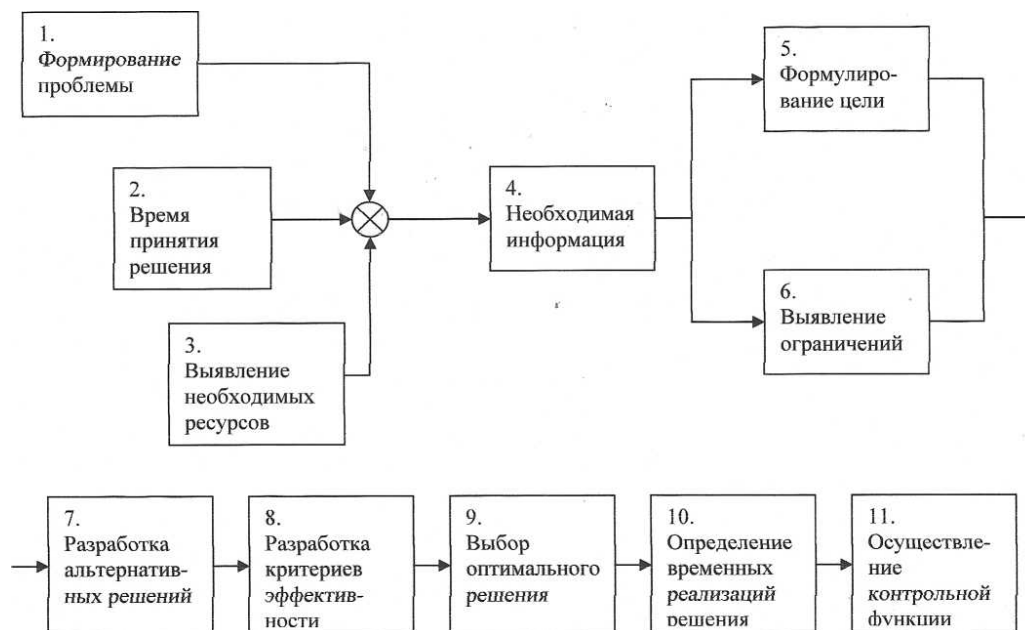 1.
Формирование
проблемы
2.
Время
принятия
решения
3.
Выявление
необходимых
ресурсов
4.
Необходимая
информация
5.
Формулиро-
вание цели
6.
Выявление
ограничений
7.
Разработка
альтернатив-
ных решений
8.
Разработка
критериев
эффектив-
ности
9.
Выбор
оптимального
решения
10.
Определение
временных
реализаций
решения
11.
Осуществле-
ние
контрольной
функции